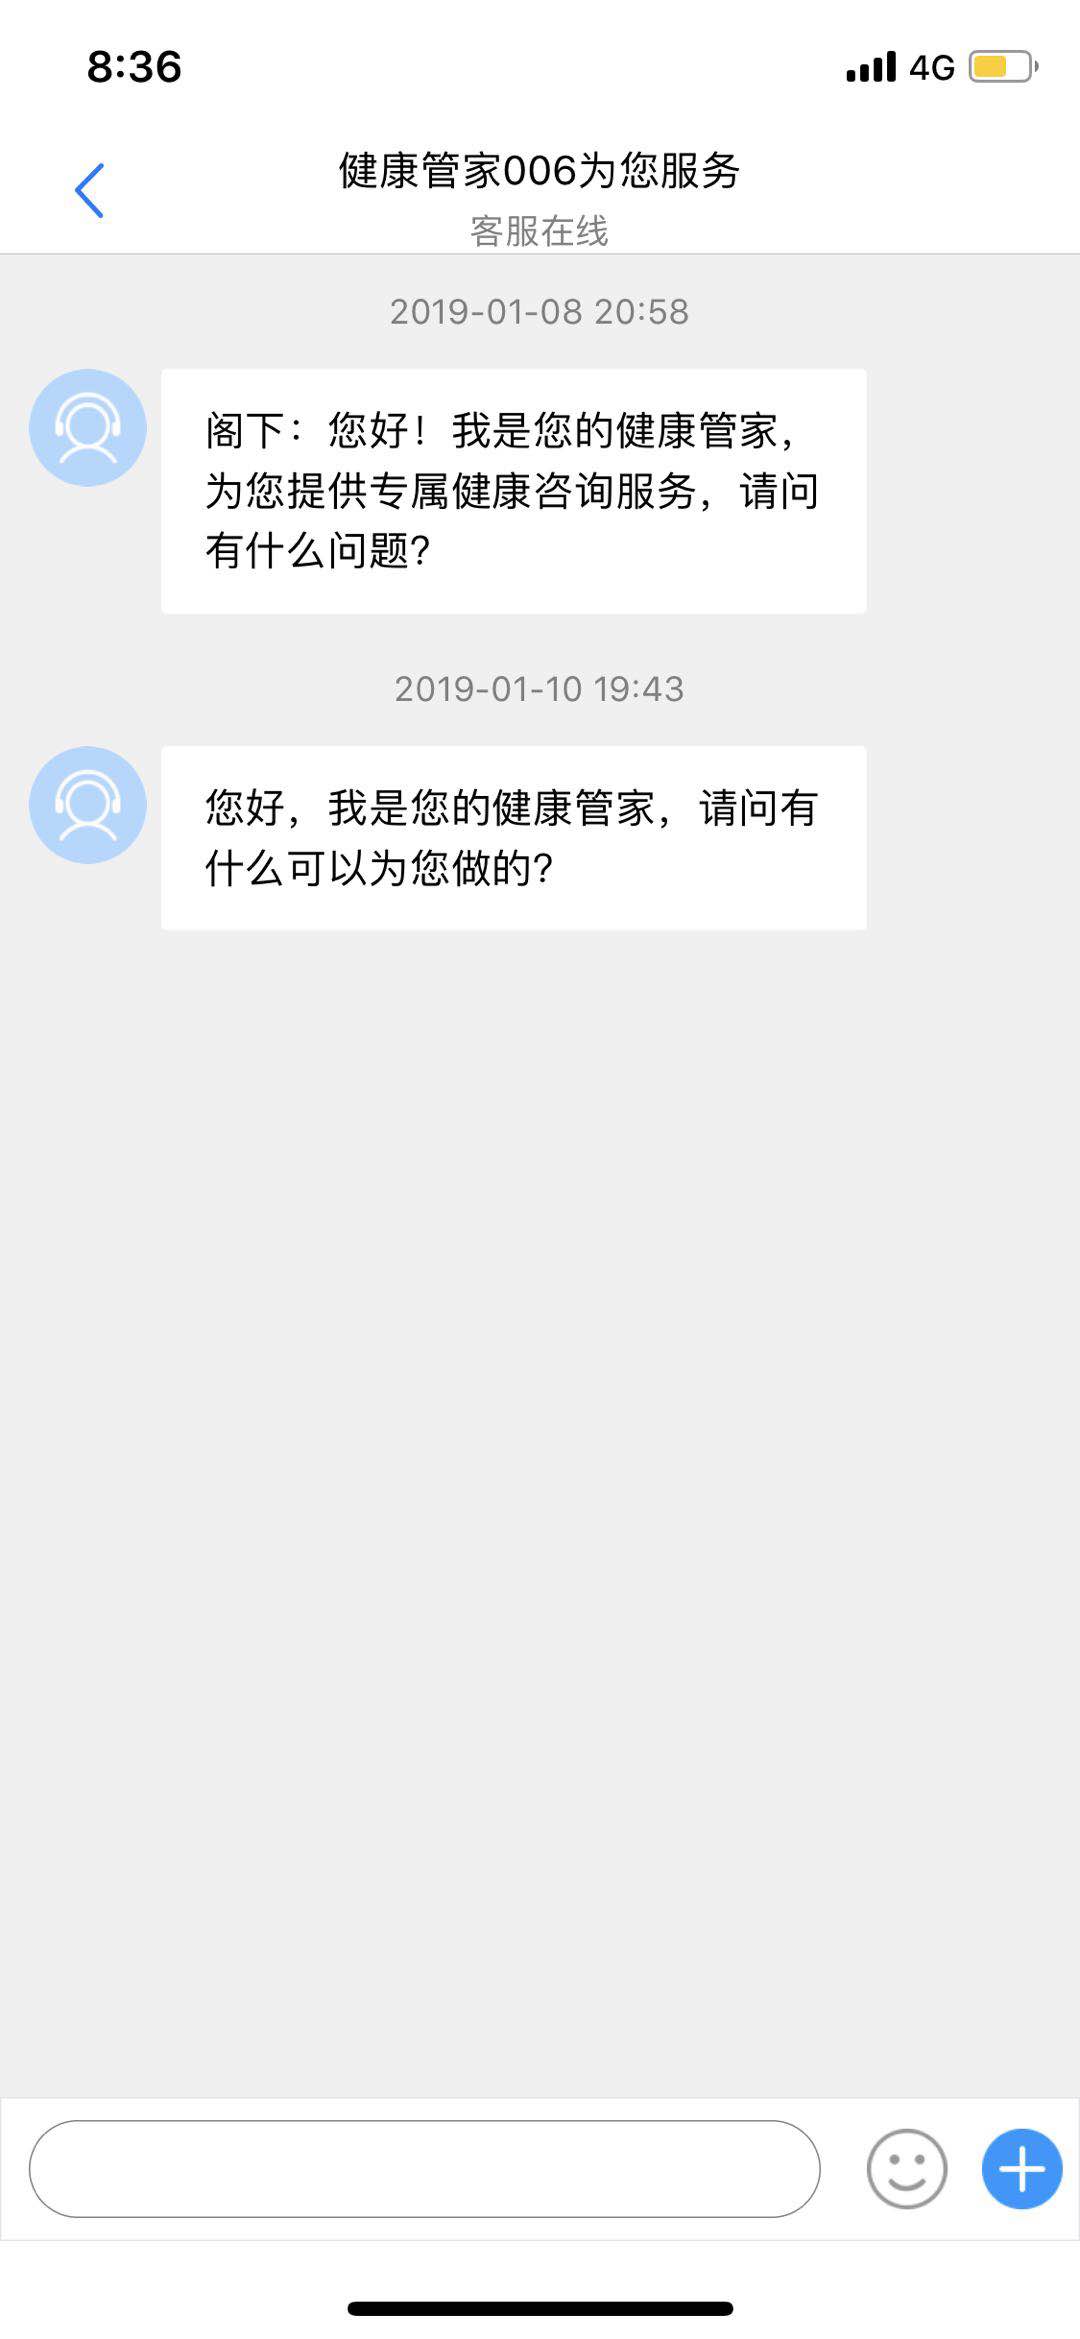 8:36
4G
健康管家006为您服务
客服在线
2019-01-08 20:58
阁下：您好！我是您的健康管家，
为您提供专属健康咨询服务，请问
有什么问题?
2019-01-10 19:43
您好，我是您的健康管家，请问有
什么可以为您做的?